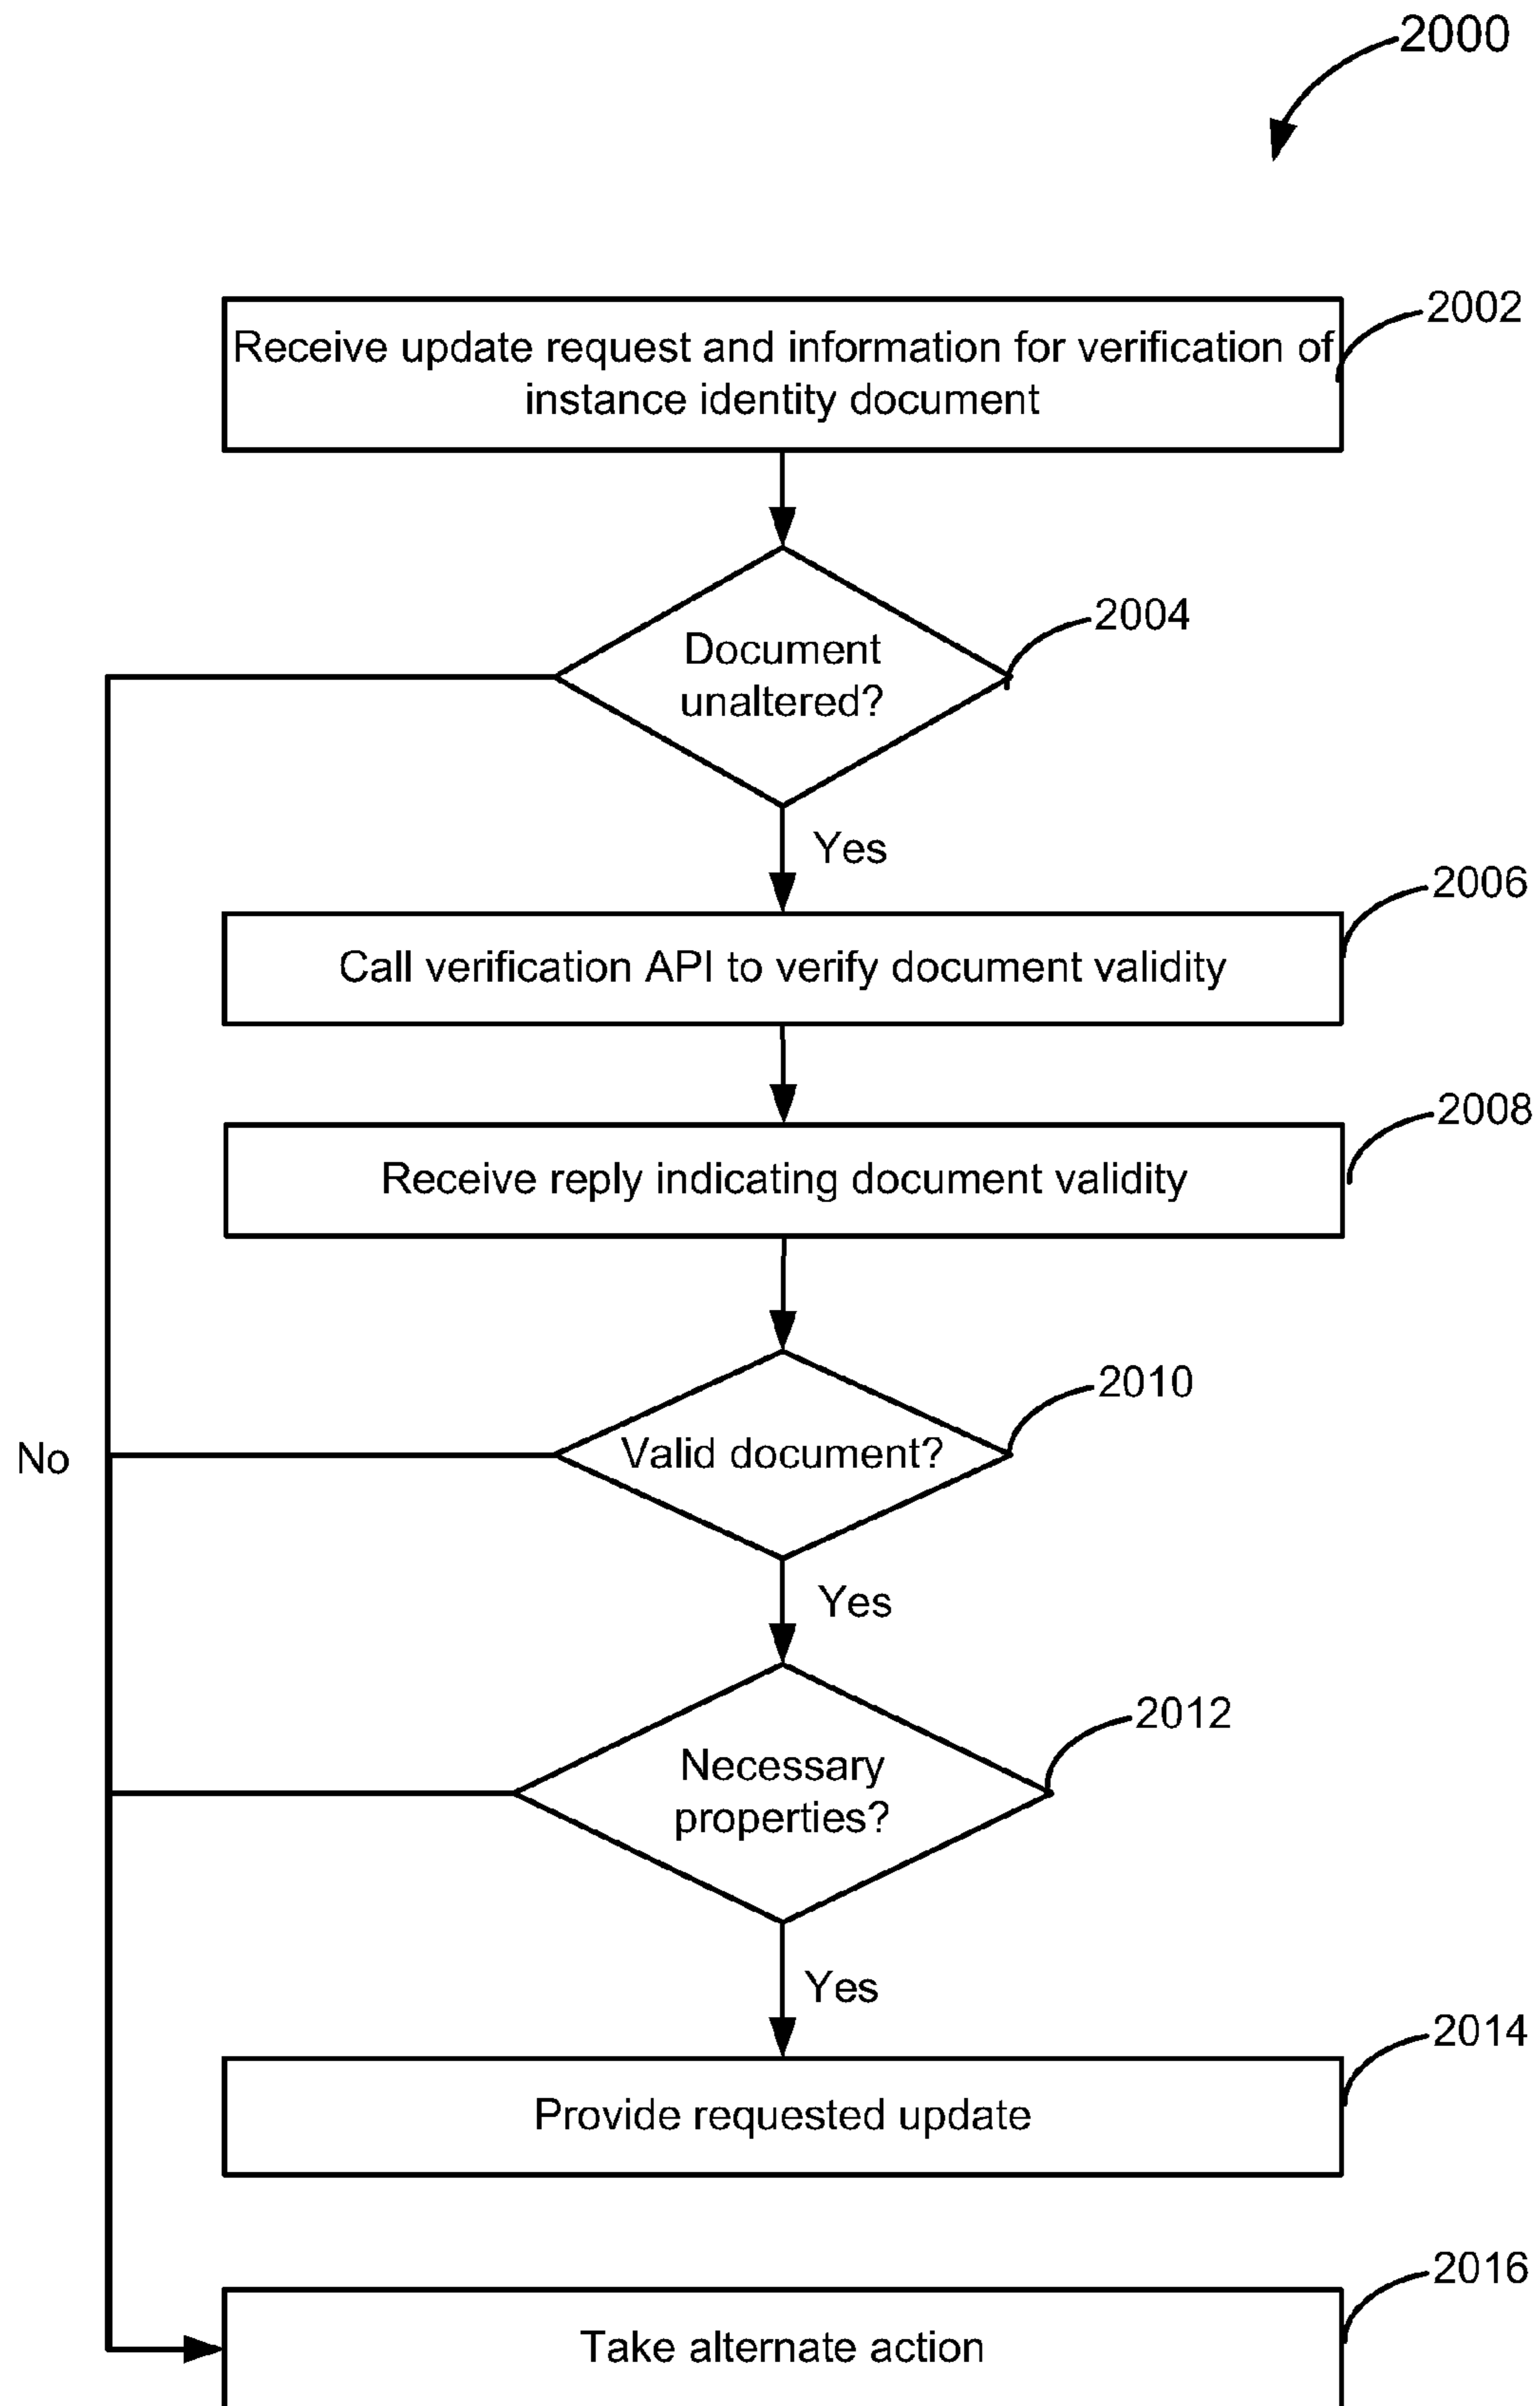 2000
Receive update request and information for verification of
instance identity document
2002
Document
unaltered?
2004
Yes
Call verification API to verify document validity
2006
Receive reply indicating document validity
2008
No
Valid document?
2010
Yes
Necessary
properties?
2012
Yes
Provide requested update
2014
Take alternate action
2016